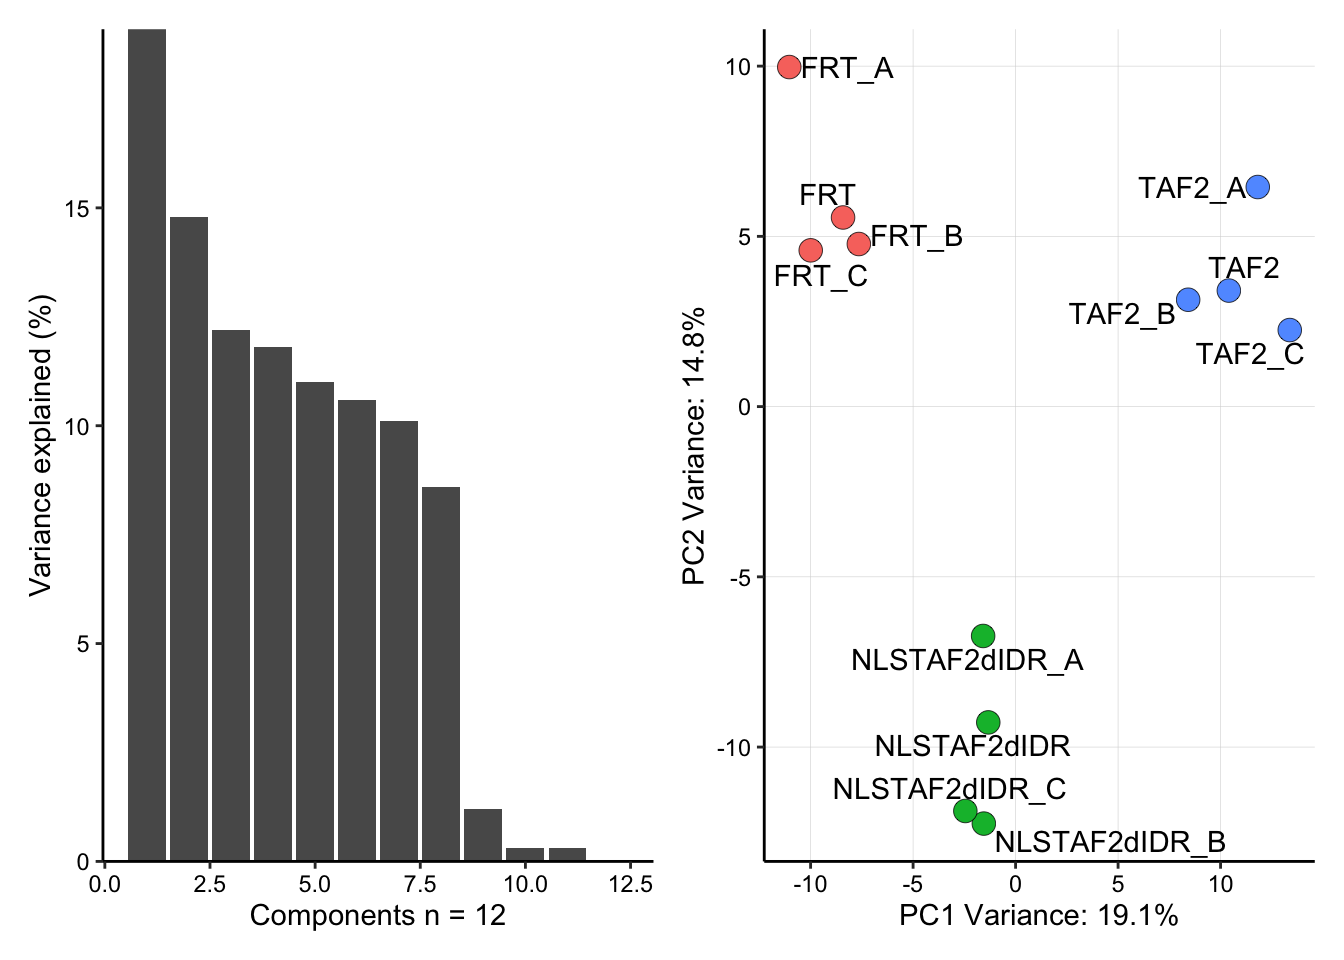 Variance explained (%)
15
10
5
0
0.0 2.5 5.0 7.5 10.0 12.5
Components n = 12
PC2 Variance: 14.8%
10
5
0
-5
-10
FRT_A
FRT
FRT_B
FRT_C
TAF2_A
TAF2
TAF2_B
TAF2_C
NLSTAF2dIDR_A
NLSTAF2dIDR
NLSTAF2dIDR_C
NLSTAF2dIDR_B
-10 -5 0 5 10
PC1 Variance: 19.1%